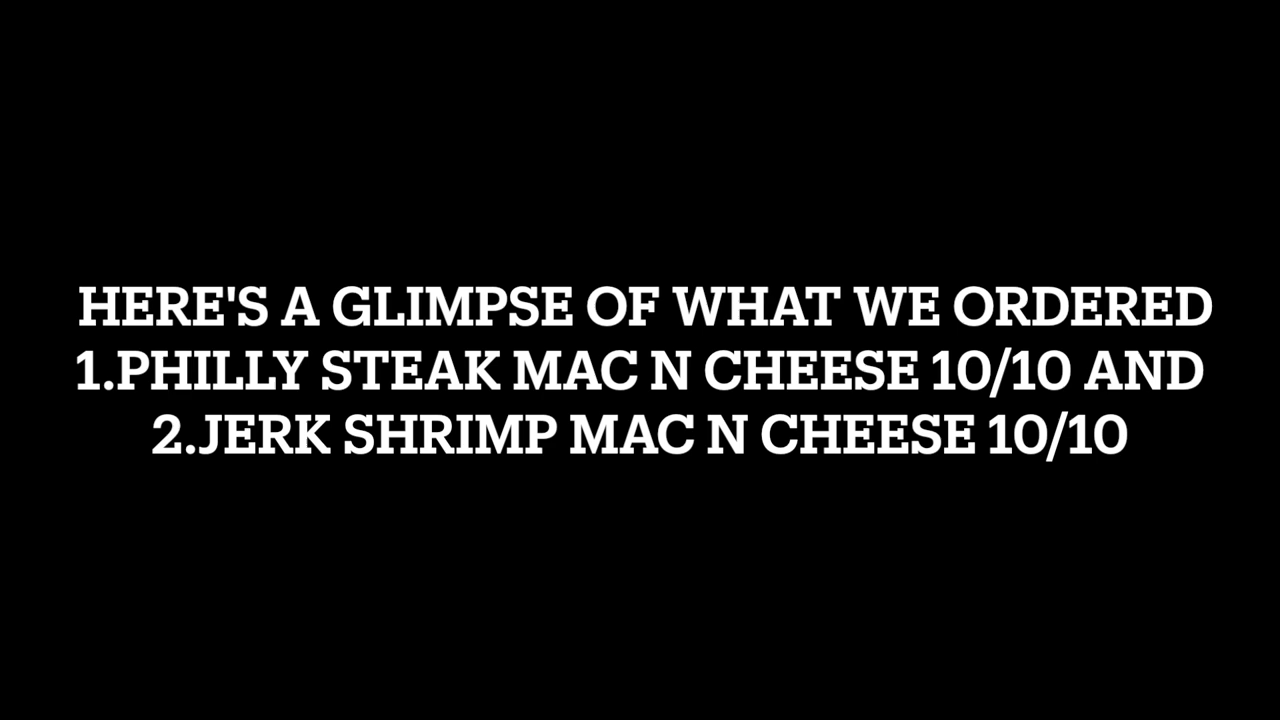 HERE'S A GLIMPSE OF WHAT WE ORDERED
1.PHILLY STEAK MAC N CHEESE 10/10 AND
2.JERK SHRIMP MAC N CHEESE 10/10